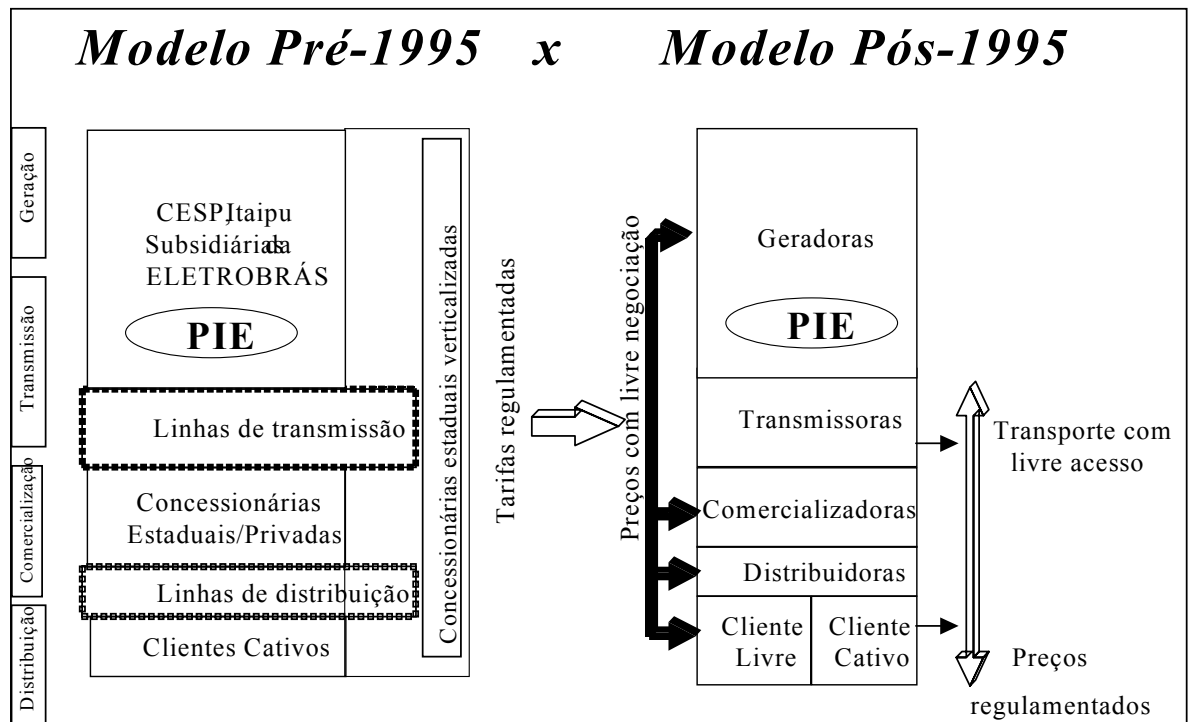 Modelo Pré-1995 x Modelo Pós-1995
Geração
Transmissão
Comercialização
Distribuição
CESP,Itaipu
Subsidiárias da
ELETROBRÁS
PIE
Linhas de transmissão
Concessionárias
Estaduais/Privadas
Linhas de distribuição
Clientes Cativos
Concessionárias estaduais verticalizadas
Tarifas regulamentadas
Preços com livre negociação
Geradoras
PIE
Transmissoras
Comercializadoras
Distribuidoras
Cliente
Livre
Cliente
Cativo
Transporte com
livre acesso
Preços
regulamentados